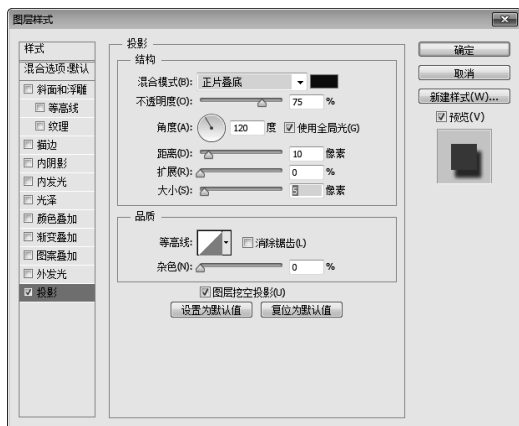 图层样式
样式
混合选项:默认
斜面和浮雕
等高线
纹理
描边
内阴影
内发光
光泽
颜色叠加
渐变叠加
图案叠加
外发光
投影
投影
结构
混合模式(B): 正片叠底
不透明度(O): 75 %
角度(A): 120 度 使用全局光(G)
距离(D): 10 像素
扩展(R): 0 %
大小(S): 5 像素
品质
等高线: 消除锯齿(L)
杂色(N): 0 %
图层挖空投影(U)
设置为默认值 复位为默认值
确定
取消
新建样式(W)...
预览(V)